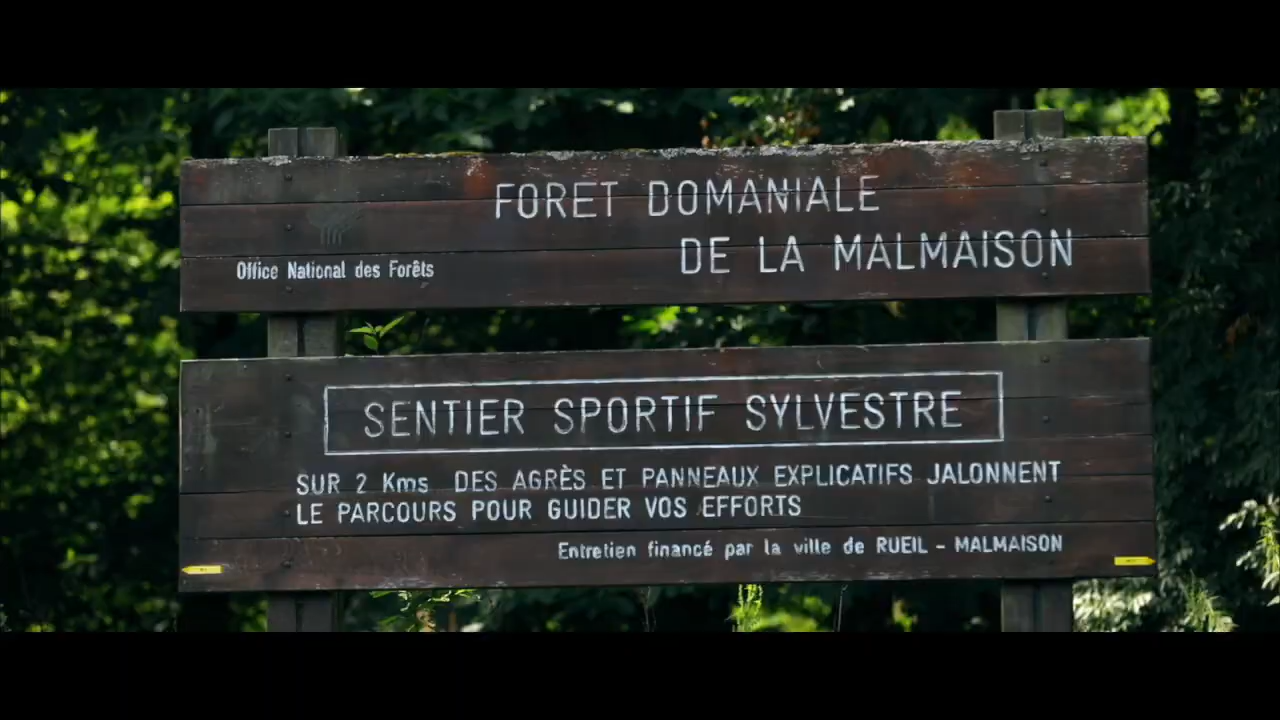 FORET DOMANIALE
DE LA MALMAISON
Office National des Forêts
SENTIER SPORTIF SYLVESTRE
SUR 2 Kms DES AGRÈS ET PANNEAUX EXPLICATIFS JALONNENT
LE PARCOURS POUR GUIDER VOS EFFORTS
Entretien financé par la ville de RUEIL - MALMAISON